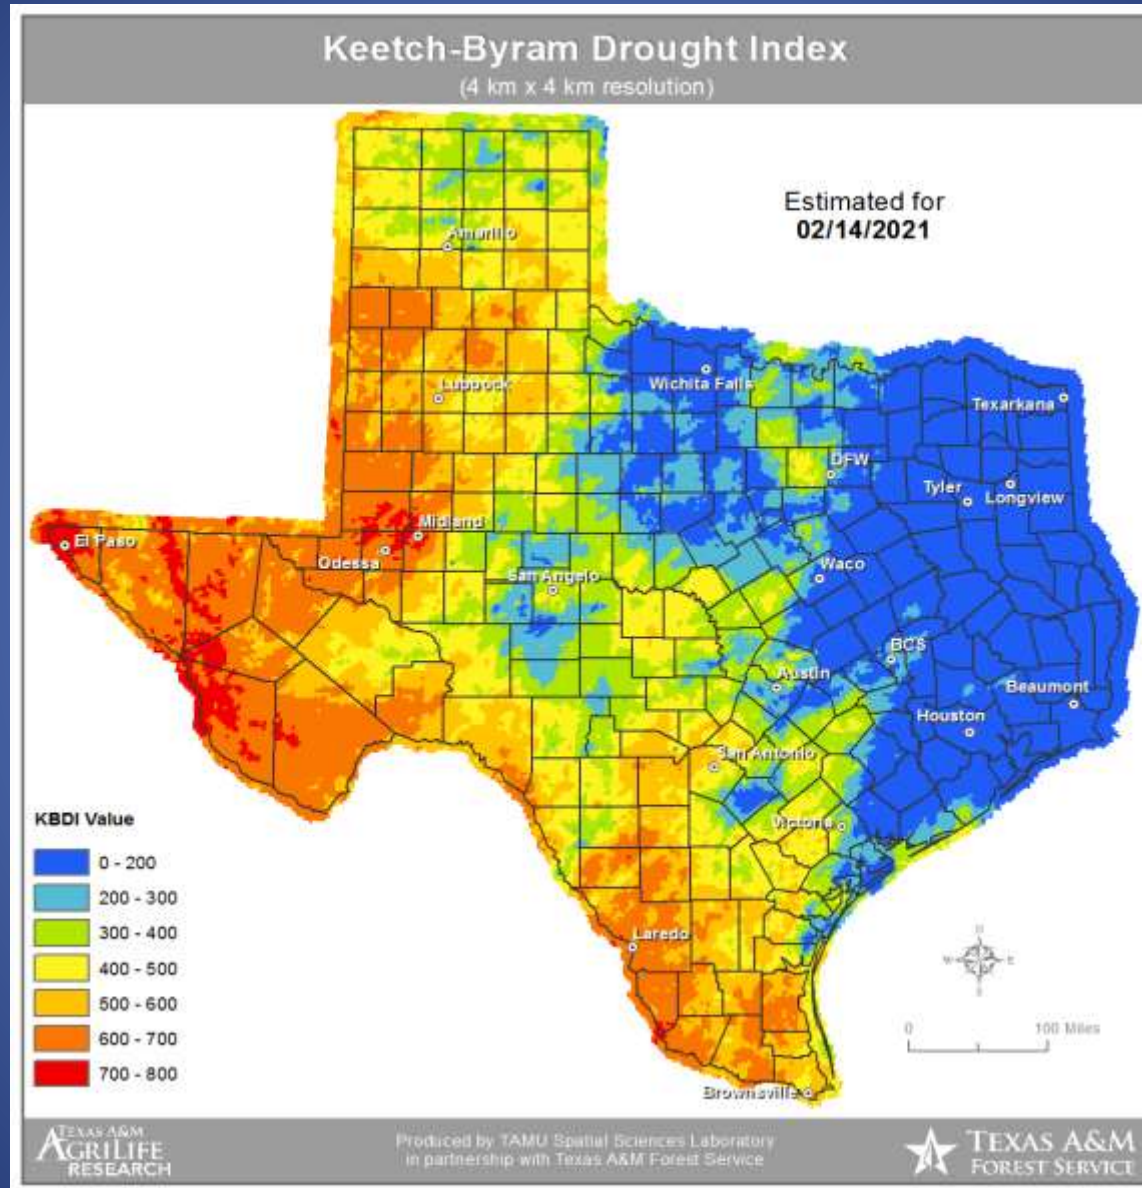 Keetch-Byram Drought Index
(4 km x 4 km resolution)
Estimated for
02/14/2021
Amarillo
Lubbock
Wichita Falls
Texarkana
DFW
Tyler
Longview
Midland
El Paso
Odessa
San Angelo
Waco
BCS
Austin
Beaumont
Houston
San Antonio
Victoria
KBDI Value
0 - 200
200 - 300
300 - 400
400 - 500
500 - 600
600 - 700
700 - 800
Laredo
N
W E
S
0 100 Miles
Brownsville
TEXAS A&M
AGRILIFE
RESEARCH
Produced by TAMU Spatial Sciences Laboratory
in partnership with Texas A&M Forest Service
TEXAS A&M
FOREST SERVICE